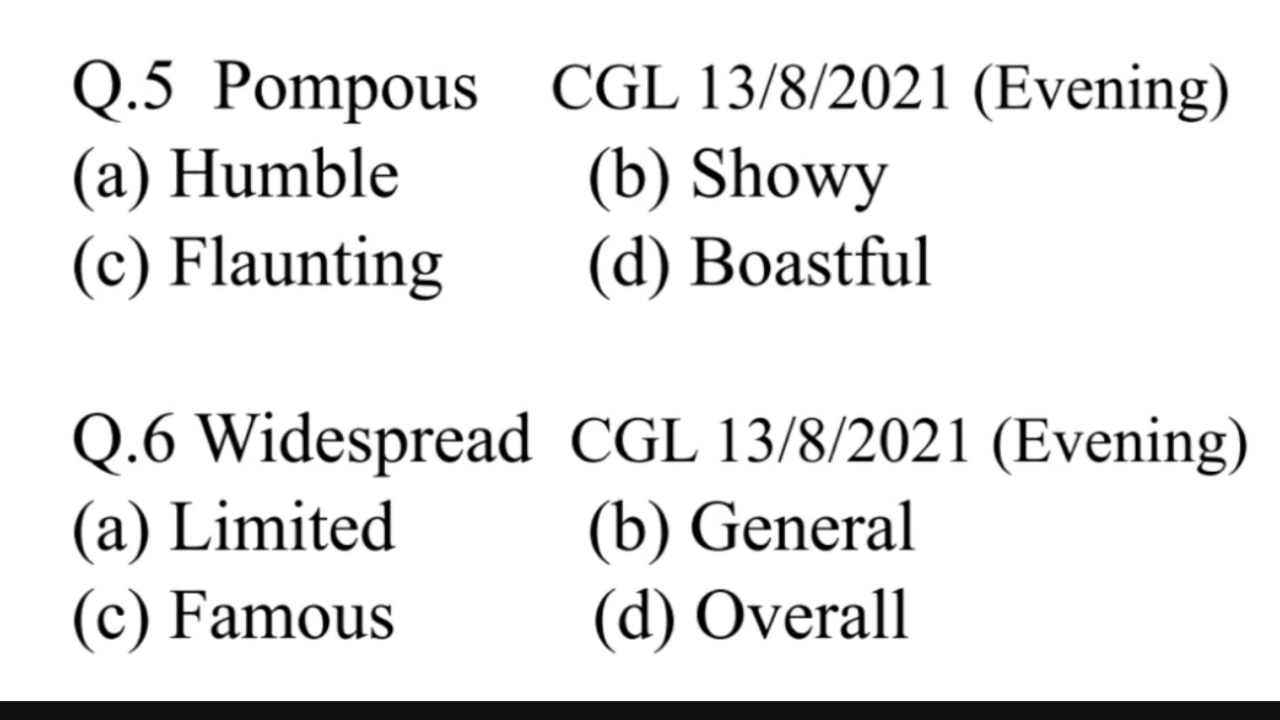 Q.5 Pompous CGL 13/8/2021 (Evening)
(a) Humble (b) Showy
(c) Flaunting (d) Boastful
Q.6 Widespread CGL 13/8/2021 (Evening)
(a) Limited (b) General
(c) Famous (d) Overall